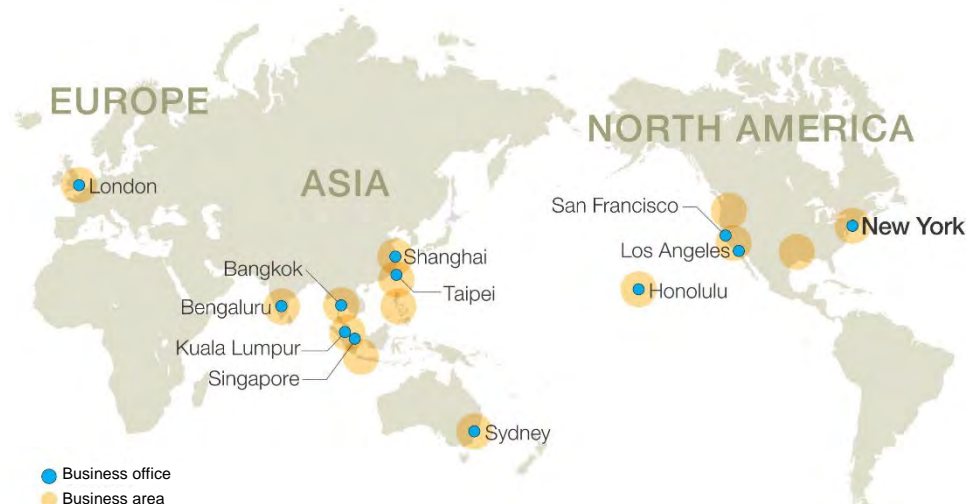 EUROPE
NORTH AMERICA
London
ASIA
San Francisco
New York
Shanghai
Los Angeles
Bangkok
Taipei
Honolulu
Bengaluru
Kuala Lumpur
Singapore
Sydney
Business office
Business area